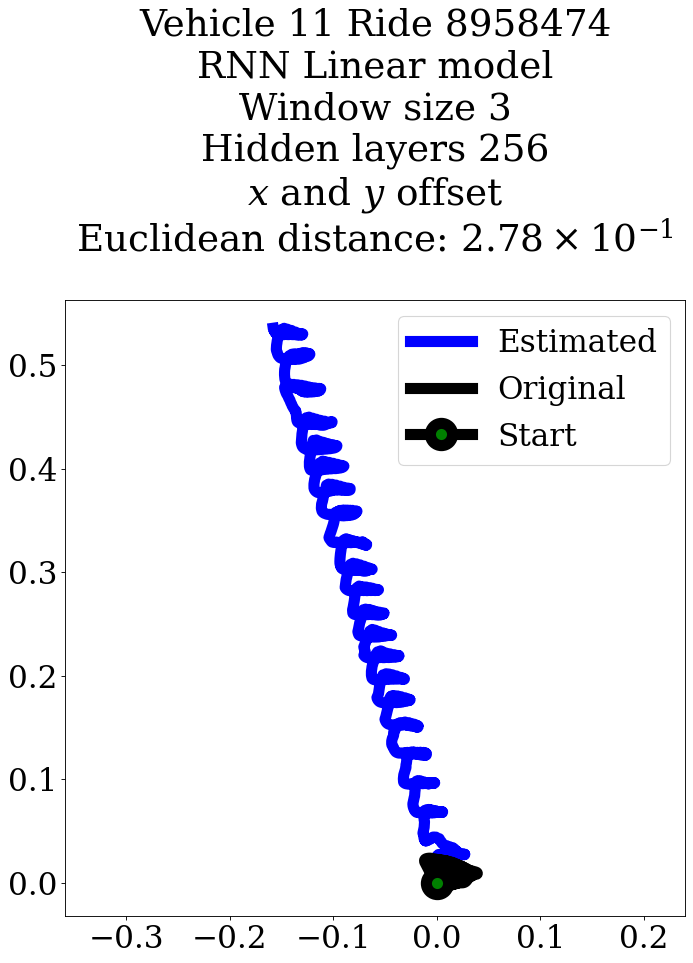 Vehicle 11 Ride 8958474
RNN Linear model
Window size 3
Hidden layers 256
x and y offset
Euclidean distance: 2.78 × 10⁻¹
Estimated
Original
Start
0.5
0.4
0.3
0.2
0.1
0.0
−0.3 −0.2 −0.1 0.0 0.1 0.2